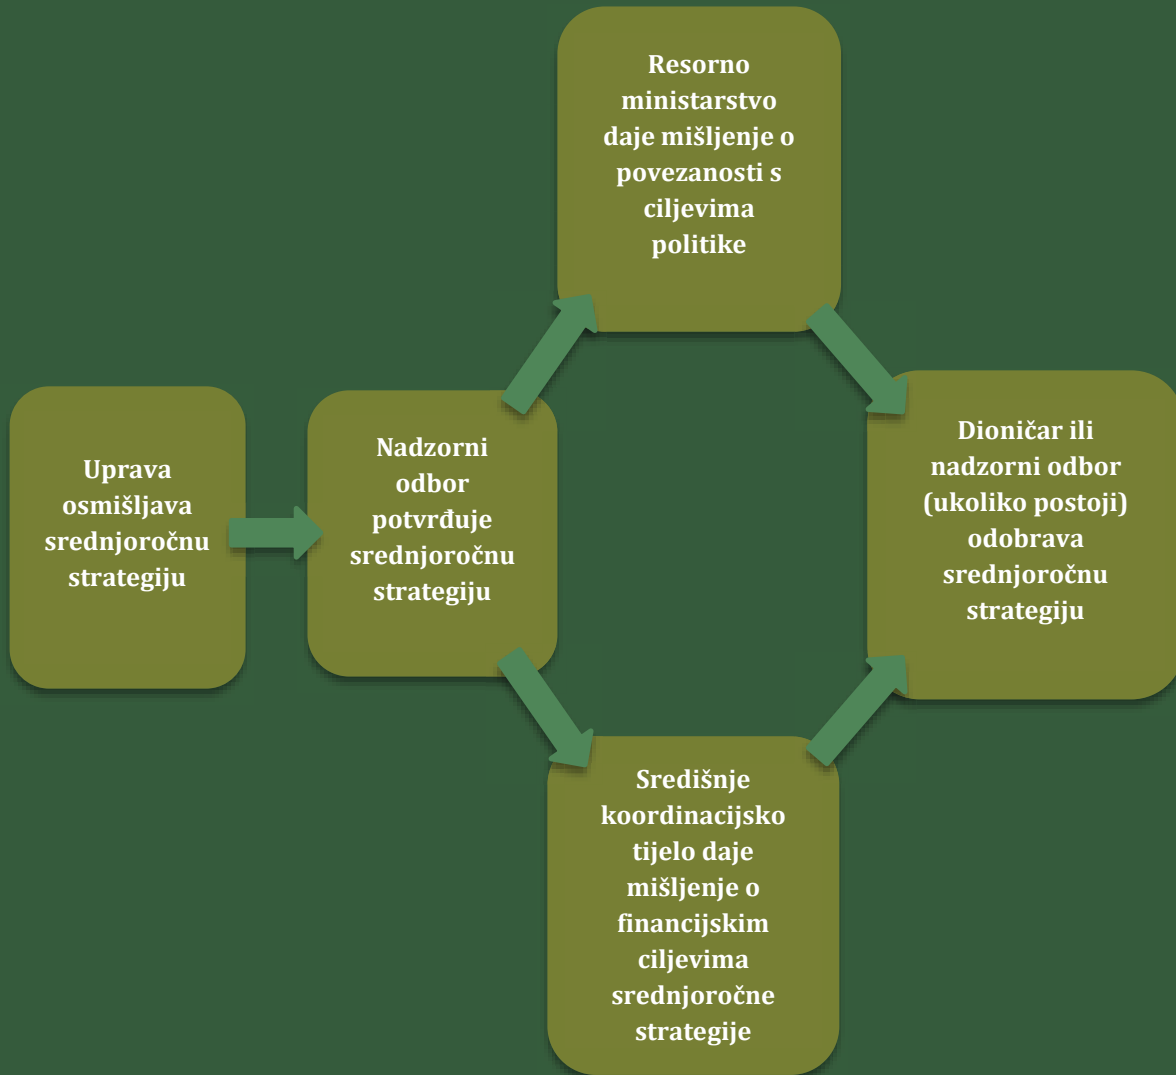 Uprava
osmišljava
srednjoročnu
strategiju
Nadzorni
odbor
potvrđuje
srednjoročnu
strategiju
Resorno
ministarstvo
daje mišljenje o
povezanosti s
ciljevima
politike
Središnje
koordinacijsko
tijelo daje
mišljenje o
financijskim
ciljevima
srednjoročne
strategije
Dioničar ili
nadzorni odbor
(ukoliko postoji)
odobrava
srednjoročnu
strategiju